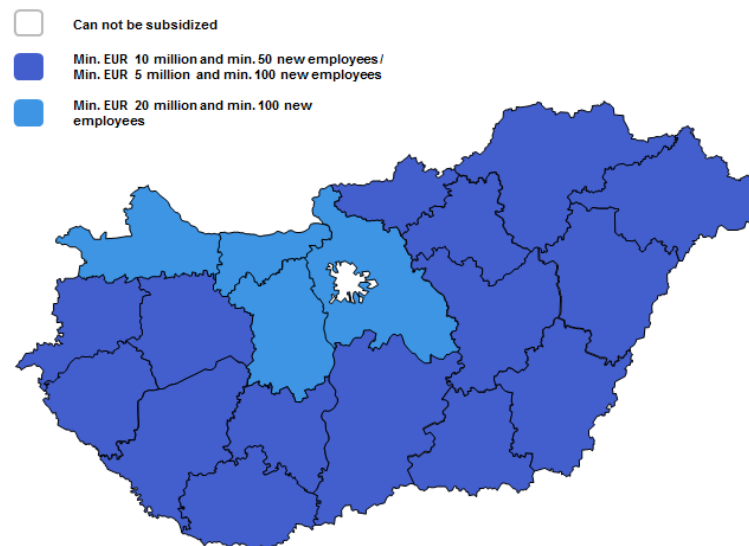 Can not be subsidized
Min. EUR 10 million and min. 50 new employees/
Min. EUR 5 million and min. 100 new employees
Min. EUR 20 million and min. 100 new
employees